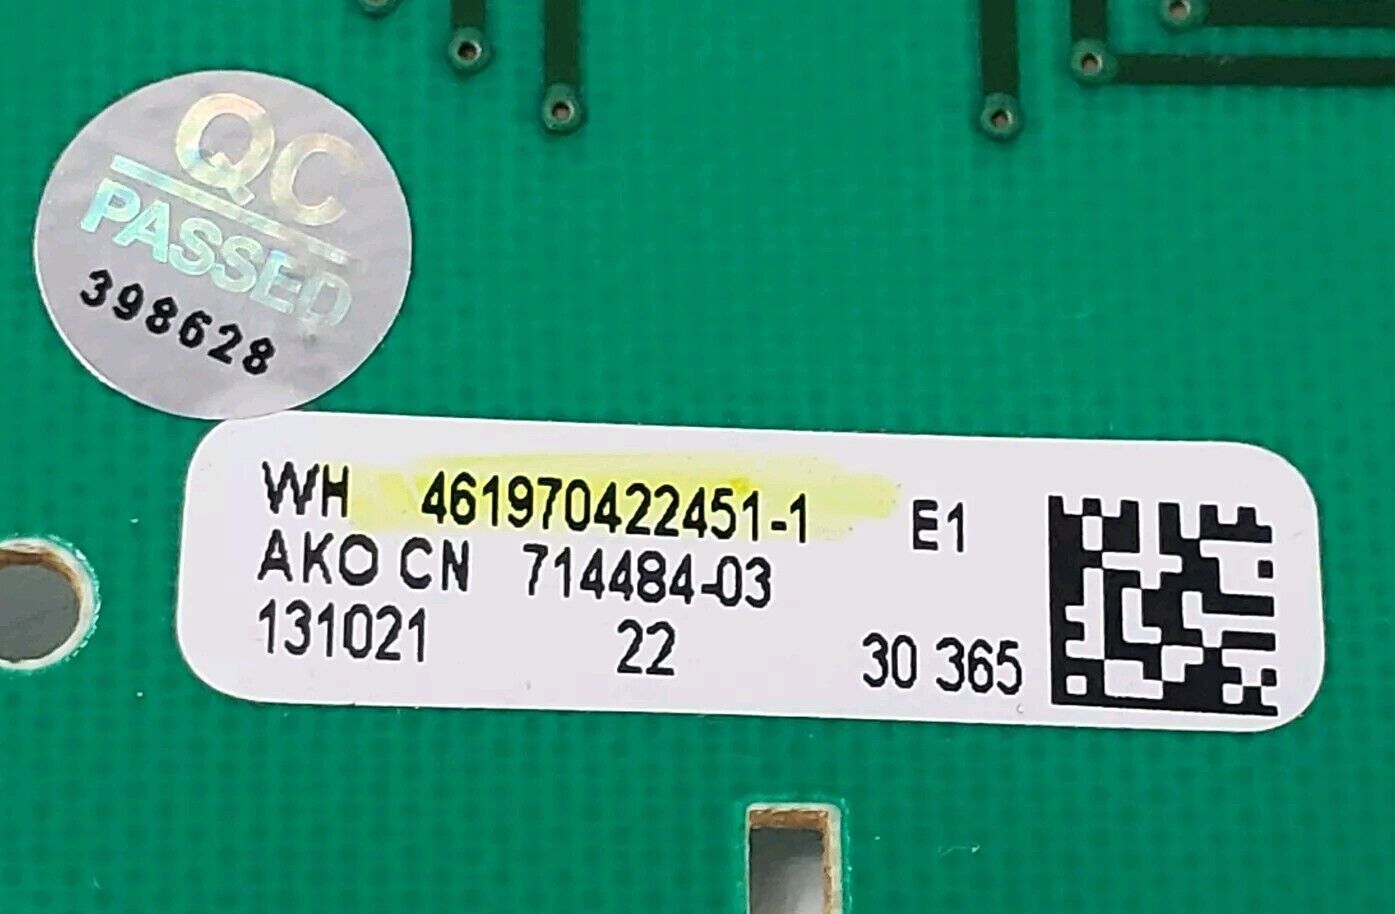 QC
PASSED
398628
WH 461970422451-1 E1
AKO CN 714484-03
131021 22 30 365